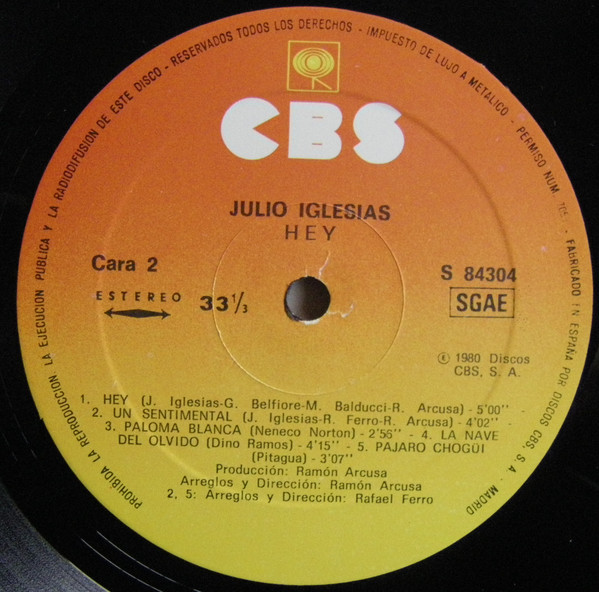 CBS
JULIO IGLESIAS
HEY
Cara 2
S 84304
ESTEREO
33 1/3
SGAE
℗ 1980 Discos
CBS, S. A.
1. HEY (J. Iglesias-G. Belfiore-M. Balducci-R. Arcusa) - 5'00'' -
2. UN SENTIMENTAL (J. Iglesias-R. Ferro-R. Arcusa) - 4'02'' -
3. PALOMA BLANCA (Neneco Norton) - 2'56'' - 4. LA NAVE
DEL OLVIDO (Dino Ramos) - 4'15'' - 5. PAJARO CHOGÜI
(Pitagua) - 3'07''
Producción: Ramón Arcusa
Arreglos y Dirección: Ramón Arcusa
2, 5: Arreglos y Dirección: Rafael Ferro
PROHIBIDA LA REPRODUCCION, LA EJECUCION PUBLICA Y LA RADIODIFUSION DE ESTE DISCO - RESERVADOS TODOS LOS DERECHOS - IMPUESTO DE LUJO A METALICO - PERMISO NUM. - FABRICADO EN ESPAÑA POR DISCOS CBS, S. A. - MADRID